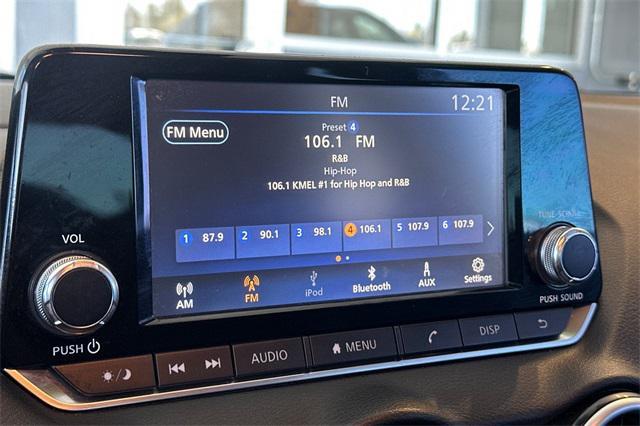 FM 12:21
FM Menu
Preset 4
106.1 FM
R&B
Hip-Hop
106.1 KMEL #1 for Hip Hop and R&B
1 87.9 2 90.1 3 98.1 4 106.1 5 107.9 6 107.9
AM FM iPod Bluetooth AUX Settings
VOL
PUSH
TUNE·SCROLL
PUSH SOUND
AUDIO MENU DISP